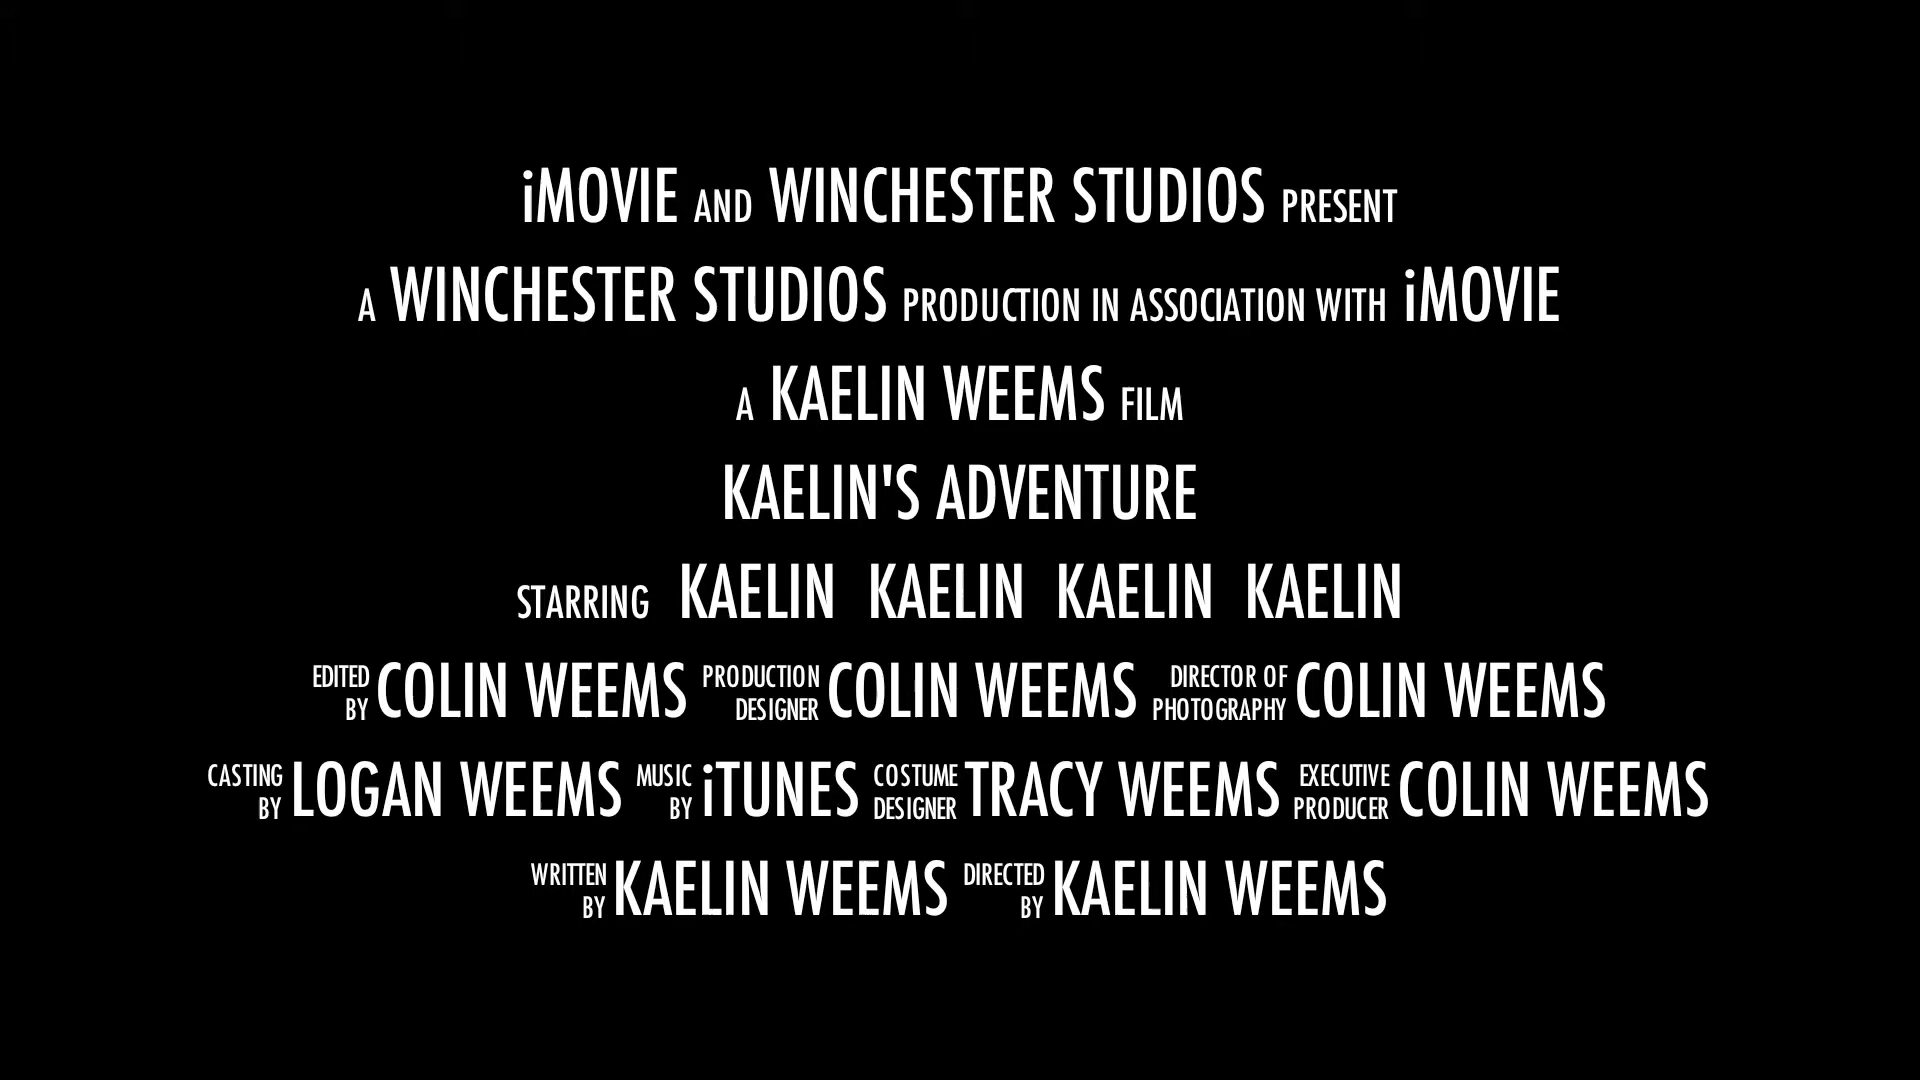 iMOVIE AND WINCHESTER STUDIOS PRESENT
A WINCHESTER STUDIOS PRODUCTION IN ASSOCIATION WITH iMOVIE
A KAELIN WEEMS FILM
KAELIN'S ADVENTURE
STARRING KAELIN KAELIN KAELIN KAELIN
EDITED BY COLIN WEEMS PRODUCTION DESIGNER COLIN WEEMS DIRECTOR OF PHOTOGRAPHY COLIN WEEMS
CASTING BY LOGAN WEEMS MUSIC BY iTUNES COSTUME DESIGNER TRACY WEEMS EXECUTIVE PRODUCER COLIN WEEMS
WRITTEN BY KAELIN WEEMS DIRECTED BY KAELIN WEEMS